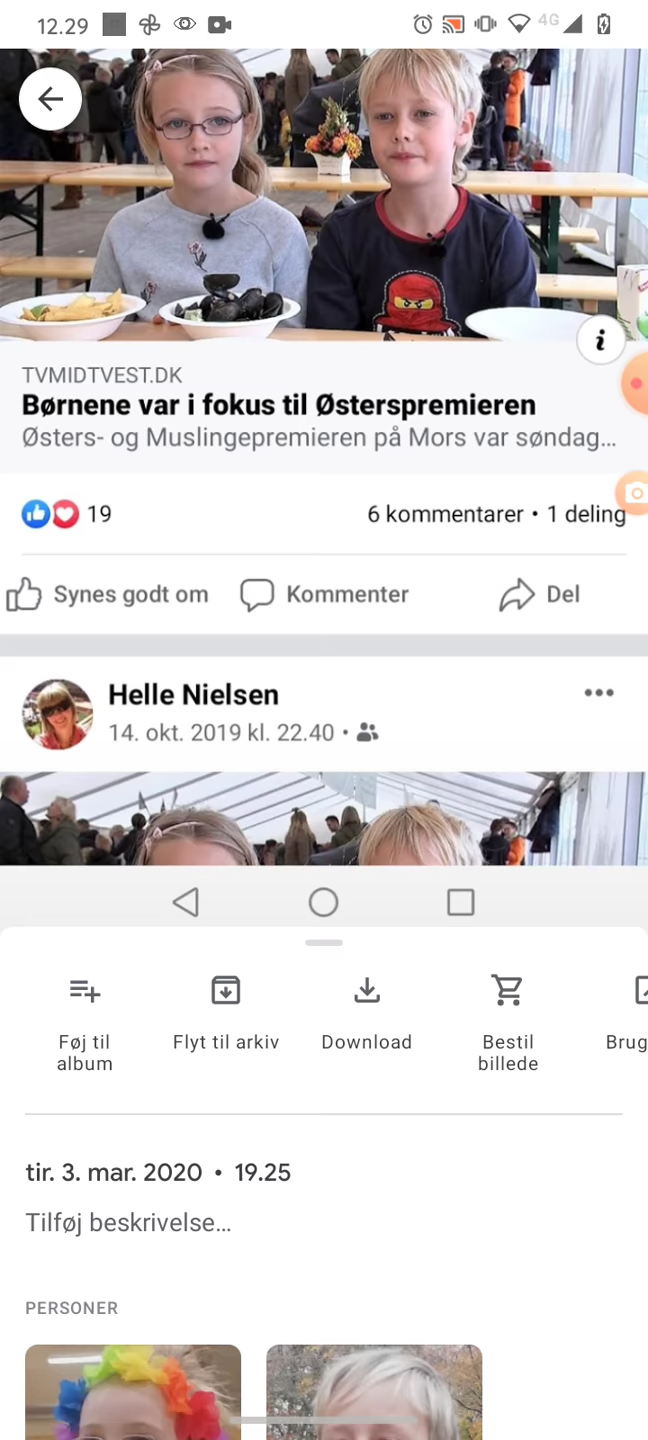 12.29
4G
TVMIDTVEST.DK
Børnene var i fokus til Østerspremieren
Østers- og Muslingepremieren på Mors var søndag...
19
6 kommentarer • 1 deling
Synes godt om
Kommenter
Del
Helle Nielsen
14. okt. 2019 kl. 22.40 •
Føj til
album
Flyt til arkiv
Download
Bestil
billede
Brug
tir. 3. mar. 2020 • 19.25
Tilføj beskrivelse...
PERSONER